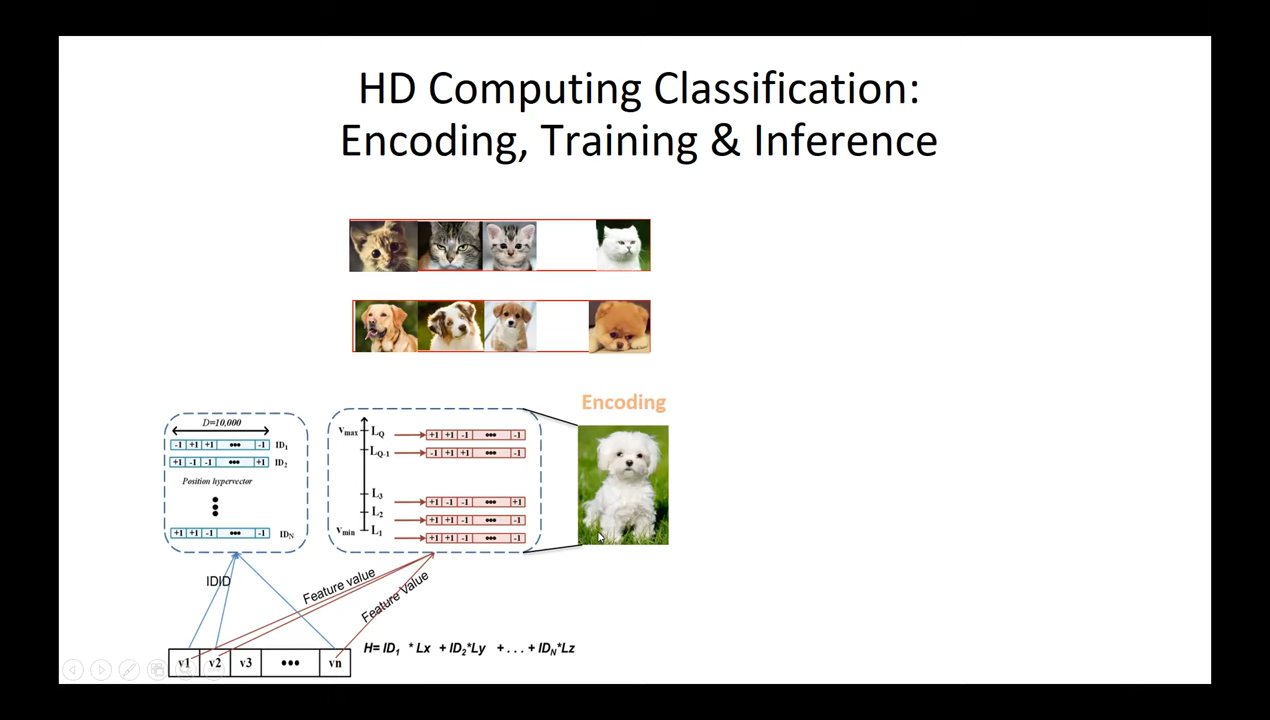 HD Computing Classification:
Encoding, Training & Inference
Encoding
D=10,000
-1 +1 +1 ••• -1 ID1
+1 -1 -1 ••• +1 ID2
Position hypervector
+1 +1 -1 ••• -1 IDN
vmax LQ +1 +1 -1 ••• -1
LQ-1 -1 +1 +1 ••• -1
L3 +1 -1 -1 ••• +1
L2 +1 +1 -1 ••• -1
vmin L1 +1 +1 -1 ••• -1
IDID
Feature value
Feature Value
H= ID1 * Lx + ID2*Ly + . . . + IDN*Lz
v1 v2 v3 ••• vn